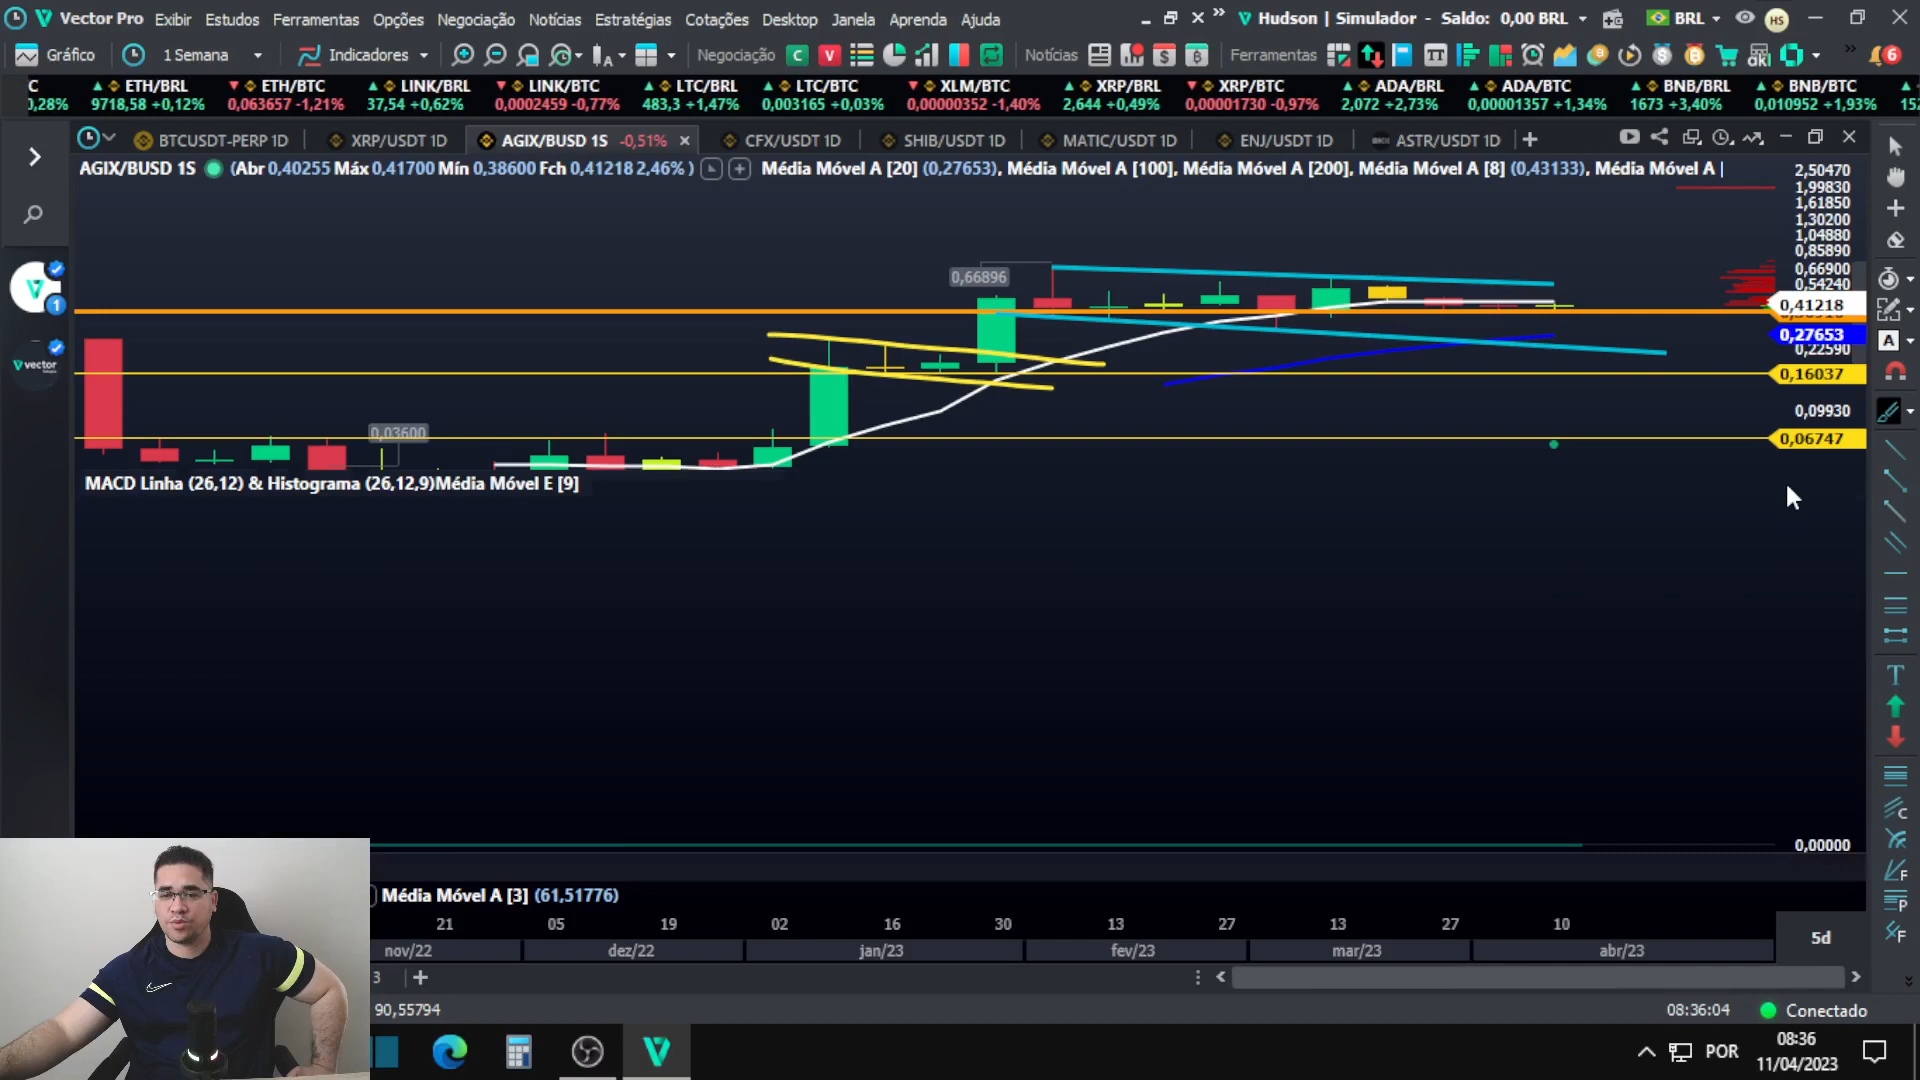 Vector Pro Exibir Estudos Ferramentas Opções Negociação Notícias Estratégias Cotações Desktop Janela Aprenda Ajuda
Hudson | Simulador - Saldo: 0,00 BRL BRL HS
Gráfico 1 Semana Indicadores Negociação C V Notícias Ferramentas 6
C ETH/BRL ETH/BTC LINK/BRL LINK/BTC LTC/BRL LTC/BTC XLM/BTC XRP/BRL XRP/BTC ADA/BRL ADA/BTC BNB/BRL BNB/BTC
0,28% 9718,58 +0,12% 0,063657 -1,21% 37,54 +0,62% 0,0002459 -0,77% 483,3 +1,47% 0,003165 +0,03% 0,00000352 -1,40% 2,644 +0,49% 0,00001730 -0,97% 2,072 +2,73% 0,00001357 +1,34% 1673 +3,40% 0,010952 +1,93%
BTCUSDT-PERP 1D XRP/USDT 1D AGIX/BUSD 1S -0,51% CFX/USDT 1D SHIB/USDT 1D MATIC/USDT 1D ENJ/USDT 1D ASTR/USDT 1D
AGIX/BUSD 1S (Abr 0,40255 Máx 0,41700 Mín 0,38600 Fch 0,41218 2,46% ) Média Móvel A [20] (0,27653), Média Móvel A [100], Média Móvel A [200], Média Móvel A [8] (0,43133), Média Móvel A |
2,50470
1,99830
1,61850
1,30200
1,04880
0,85890
0,66900
0,54240
0,41218
0,27653
0,22590
0,16037
0,09930
0,06747
0,66896
0,03600
MACD Linha (26,12) & Histograma (26,12,9)Média Móvel E [9]
vector
1
A
T
C
F
P
F
0,00000
Média Móvel A [3] (61,51776)
21 05 19 02 16 30 13 27 13 27 10
nov/22 dez/22 jan/23 fev/23 mar/23 abr/23
5d
3 +
90,55794
08:36:04 Conectado
POR
08:36
11/04/2023